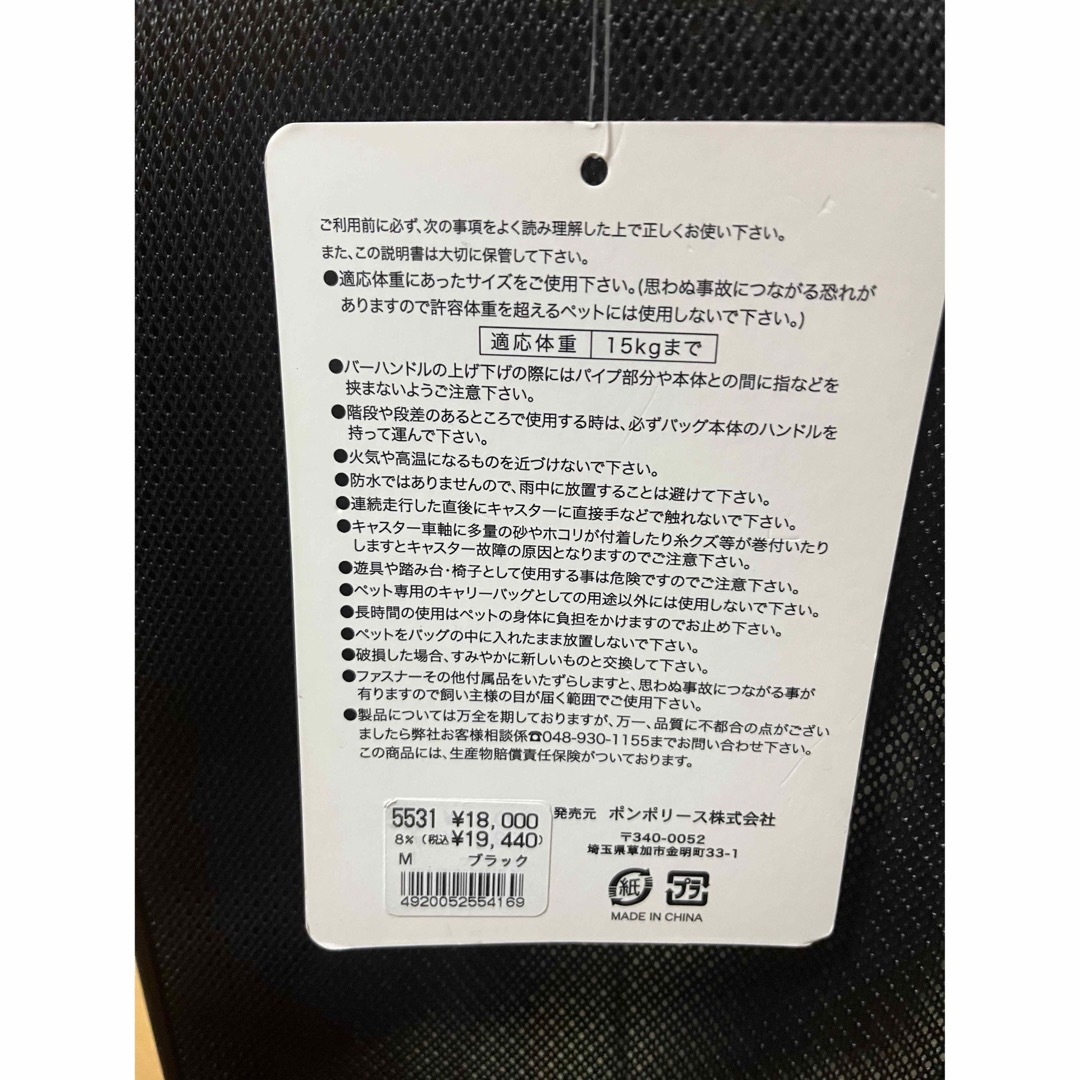 ご利用前に必ず、次の事項をよく読み理解した上で正しくお使い下さい。
また、この説明書は大切に保管して下さい。
●適応体重にあったサイズをご使用下さい。(思わぬ事故につながる恐れが
ありますので許容体重を超えるペットには使用しないで下さい。)
適応体重 15kgまで
●バーハンドルの上げ下げの際にはパイプ部分や本体との間に指などを
挟まないようご注意下さい。
●階段や段差のあるところで使用する時は、必ずバッグ本体のハンドルを
持って運んで下さい。
●火気や高温になるものを近づけないで下さい。
●防水ではありませんので、雨中に放置することは避けて下さい。
●連続走行した直後にキャスターに直接手などで触れないで下さい。
●キャスター車軸に多量の砂やホコリが付着したり糸クズ等が巻付いたり
しますとキャスター故障の原因となりますのでご注意下さい。
●遊具や踏み台・椅子として使用する事は危険ですのでご注意下さい。
●ペット専用のキャリーバッグとしての用途以外には使用しないで下さい。
●長時間の使用はペットの身体に負担をかけますのでお止め下さい。
●ペットをバッグの中に入れたまま放置しないで下さい。
●破損した場合、すみやかに新しいものと交換して下さい。
●ファスナーその他付属品をいたずらしますと、思わぬ事故につながる事が
有りますので飼い主様の目が届く範囲でご使用下さい。
●製品については万全を期しておりますが、万一、品質に不都合の点がござい
ましたら弊社お客様相談係☎048-930-1155までお問い合わせ下さい。
この商品には、生産物賠償責任保険がついております。
5531 ¥18,000
8% (税込¥19,440)
M ブラック
4920052554169
発売元 ボンポリース株式会社
〒340-0052
埼玉県草加市金明町33-1
紙 プラ
MADE IN CHINA